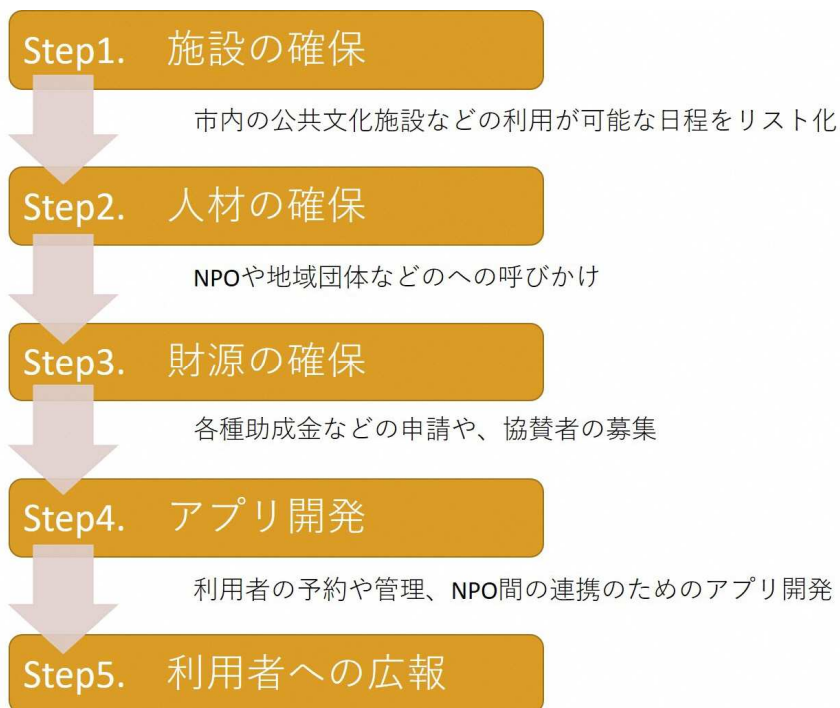 Step1. 施設の確保
市内の公共文化施設などの利用が可能な日程をリスト化
Step2. 人材の確保
NPOや地域団体などのへの呼びかけ
Step3. 財源の確保
各種助成金などの申請や、協賛者の募集
Step4. アプリ開発
利用者の予約や管理、NPO間の連携のためのアプリ開発
Step5. 利用者への広報